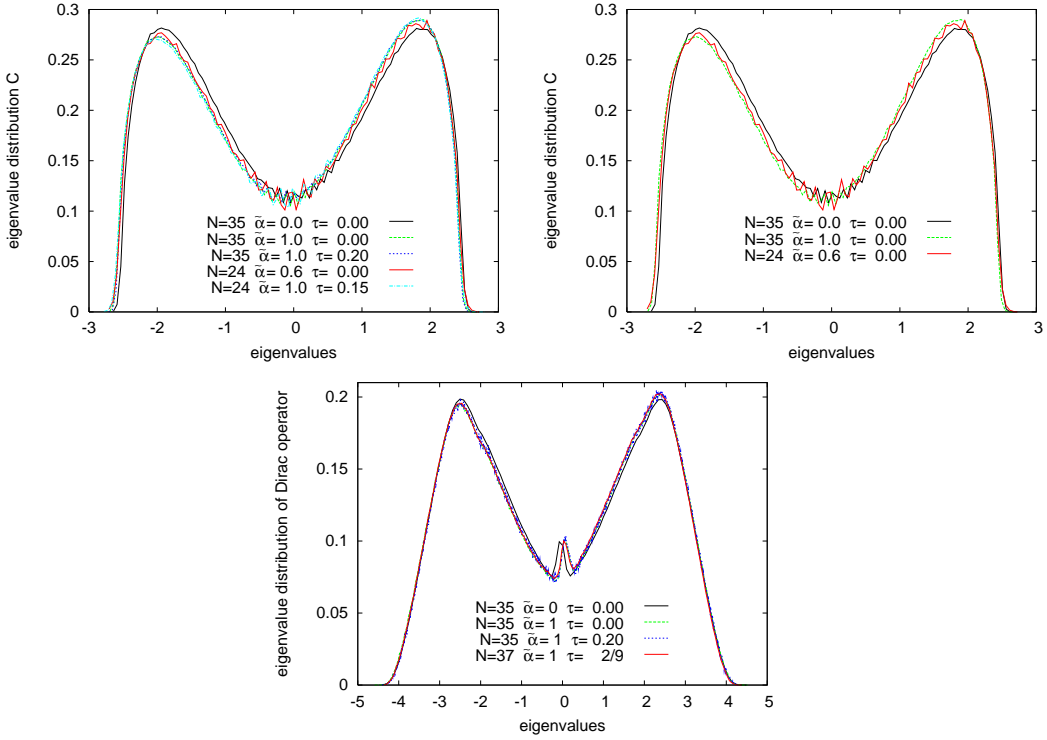 eigenvalue distribution C
0.3
0.25
0.2
0.15
0.1
0.05
0
N=35 α̃= 0.0 τ= 0.00
N=35 α̃= 1.0 τ= 0.00
N=35 α̃= 1.0 τ= 0.20
N=24 α̃= 0.6 τ= 0.00
N=24 α̃= 1.0 τ= 0.15
-3 -2 -1 0 1 2 3
eigenvalues
eigenvalue distribution C
0.3
0.25
0.2
0.15
0.1
0.05
0
N=35 α̃= 0.0 τ= 0.00
N=35 α̃= 1.0 τ= 0.00
N=24 α̃= 0.6 τ= 0.00
-3 -2 -1 0 1 2 3
eigenvalues
eigenvalue distribution of Dirac operator
0.2
0.15
0.1
0.05
0
N=35 α̃= 0 τ= 0.00
N=35 α̃= 1 τ= 0.00
N=35 α̃= 1 τ= 0.20
N=37 α̃= 1 τ= 2/9
-5 -4 -3 -2 -1 0 1 2 3 4 5
eigenvalues